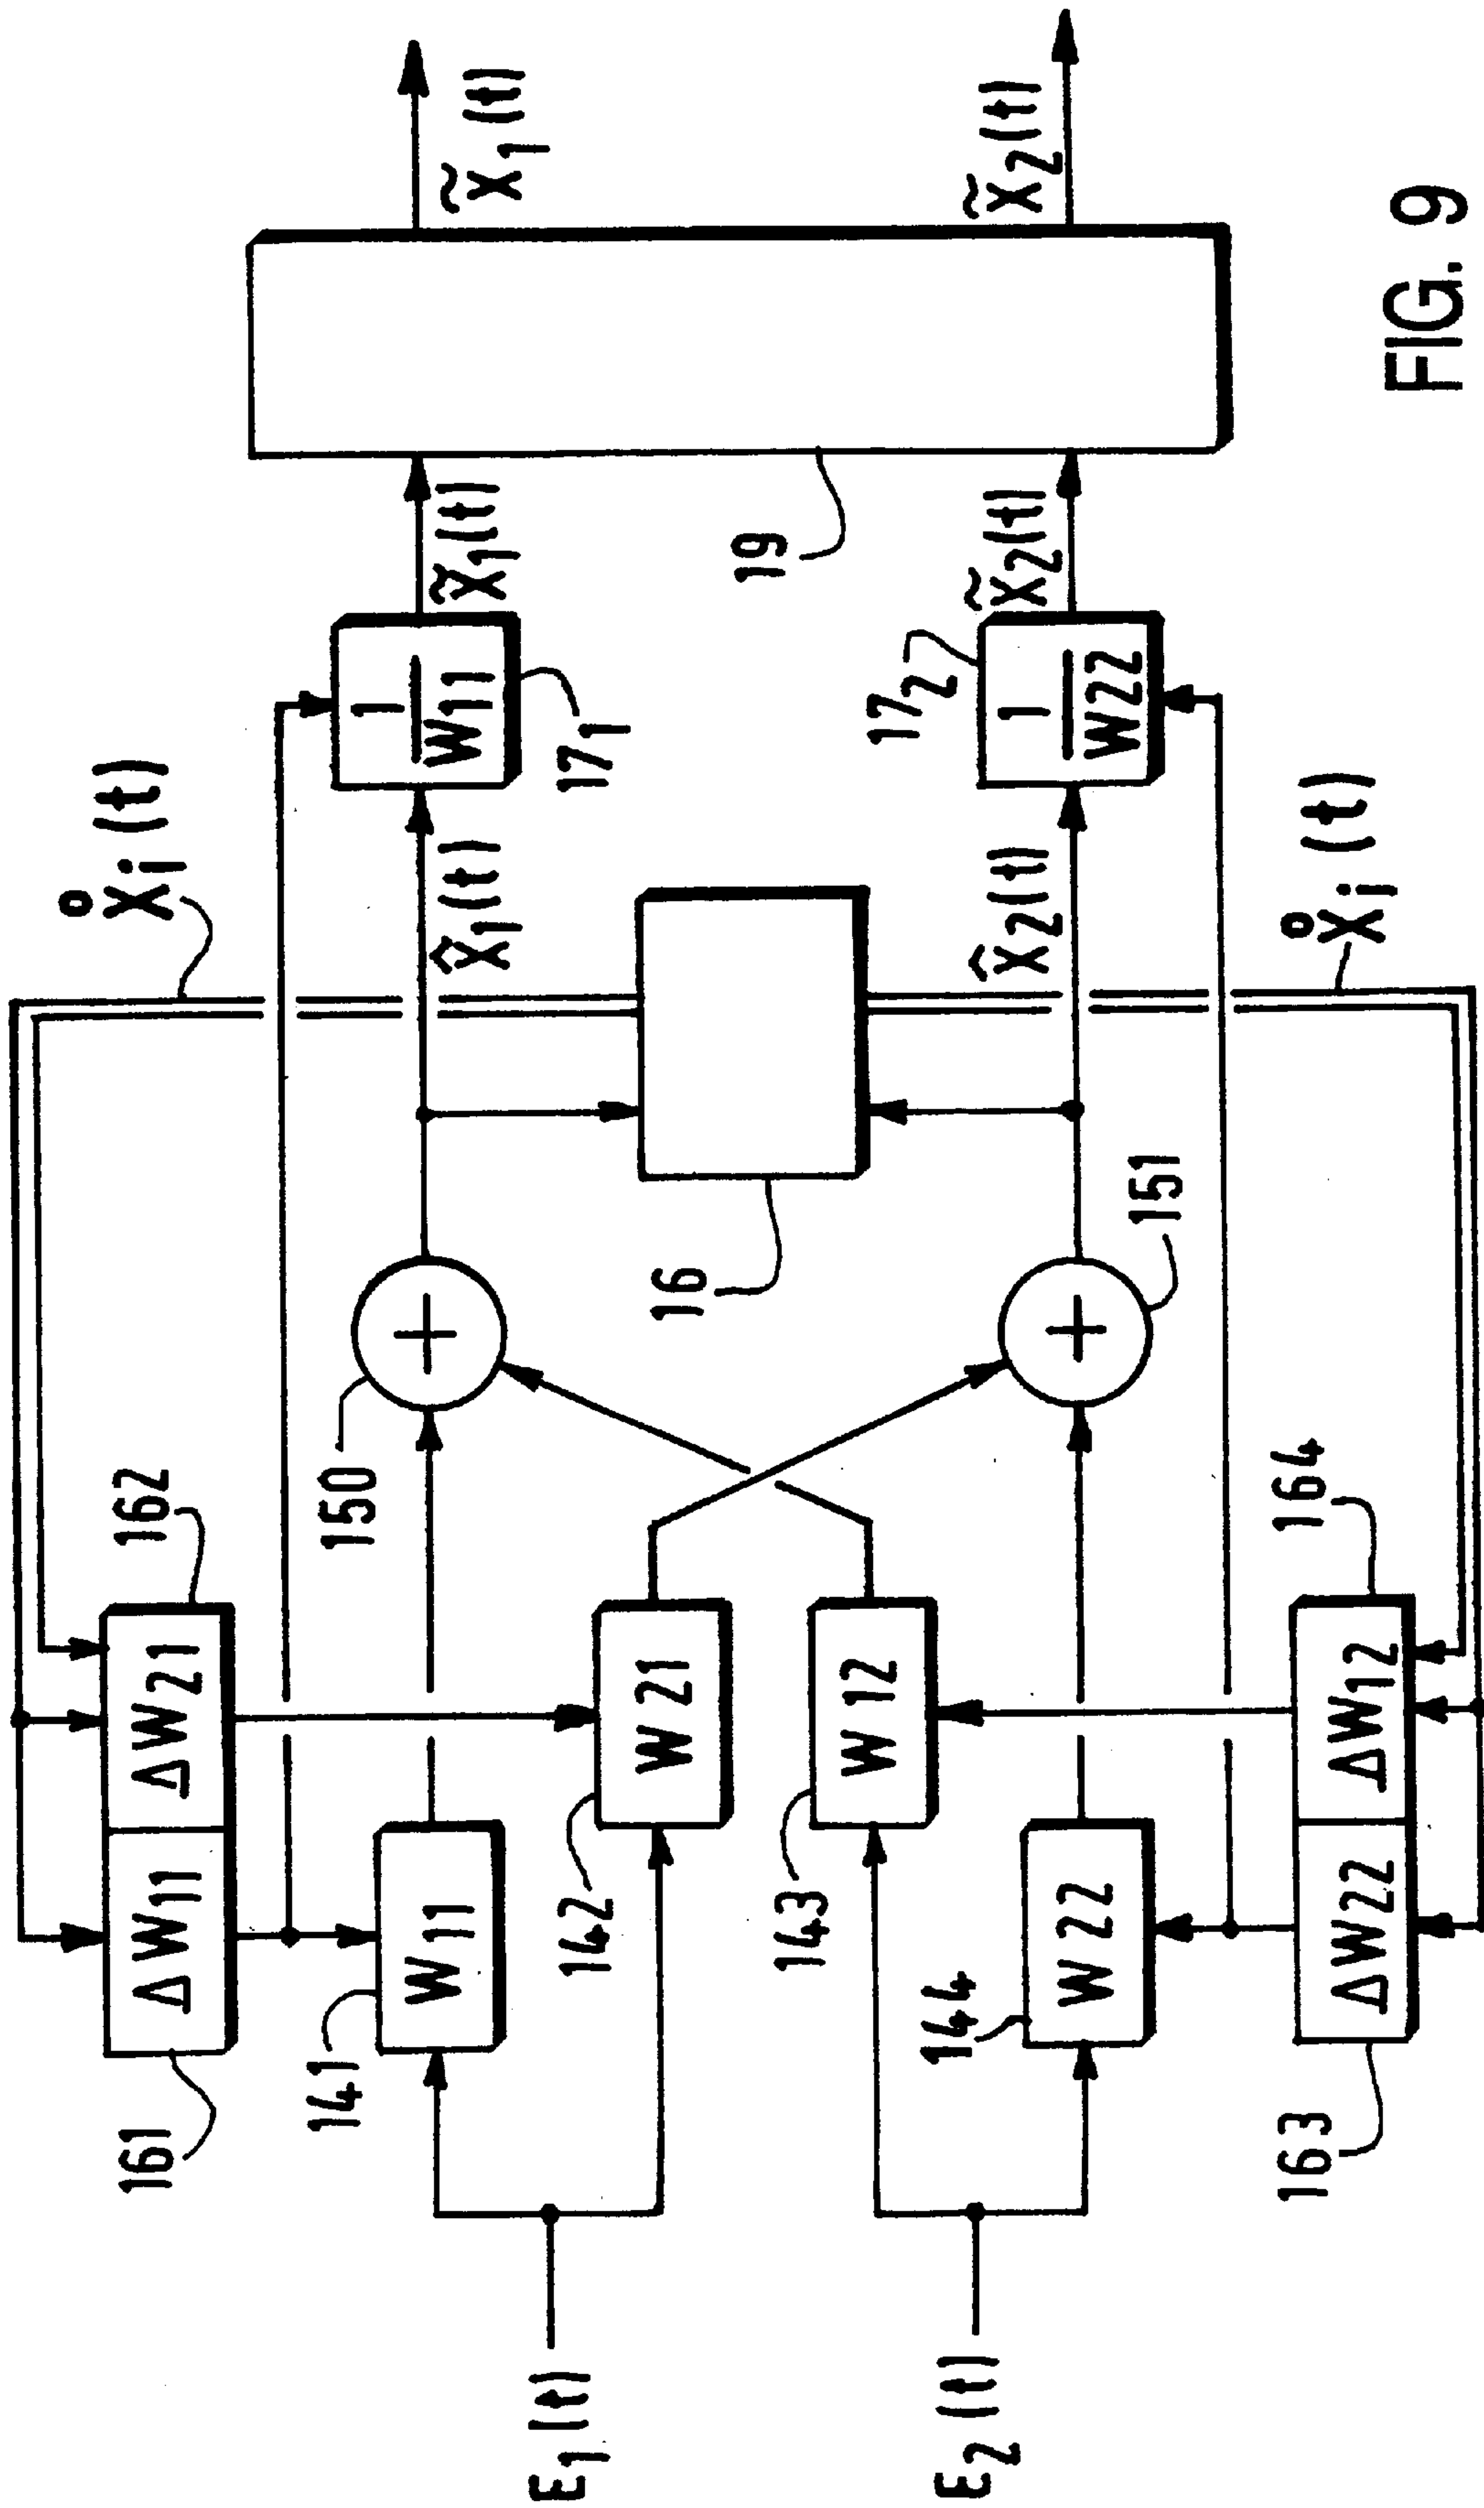 x̊i(t)
161
ΔW11
ΔW21
162
141
W11
150
+
x̂1(t)
1
W11
171
x̃1(t)
x̃1(t)
E1(t)
142
W21
16
19
143
W12
E2(t)
144
W22
151
+
x̂2(t)
172
1
W22
x̃2(t)
x̃2(t)
163
ΔW22
ΔW12
164
x̊i(t)
FIG. 9